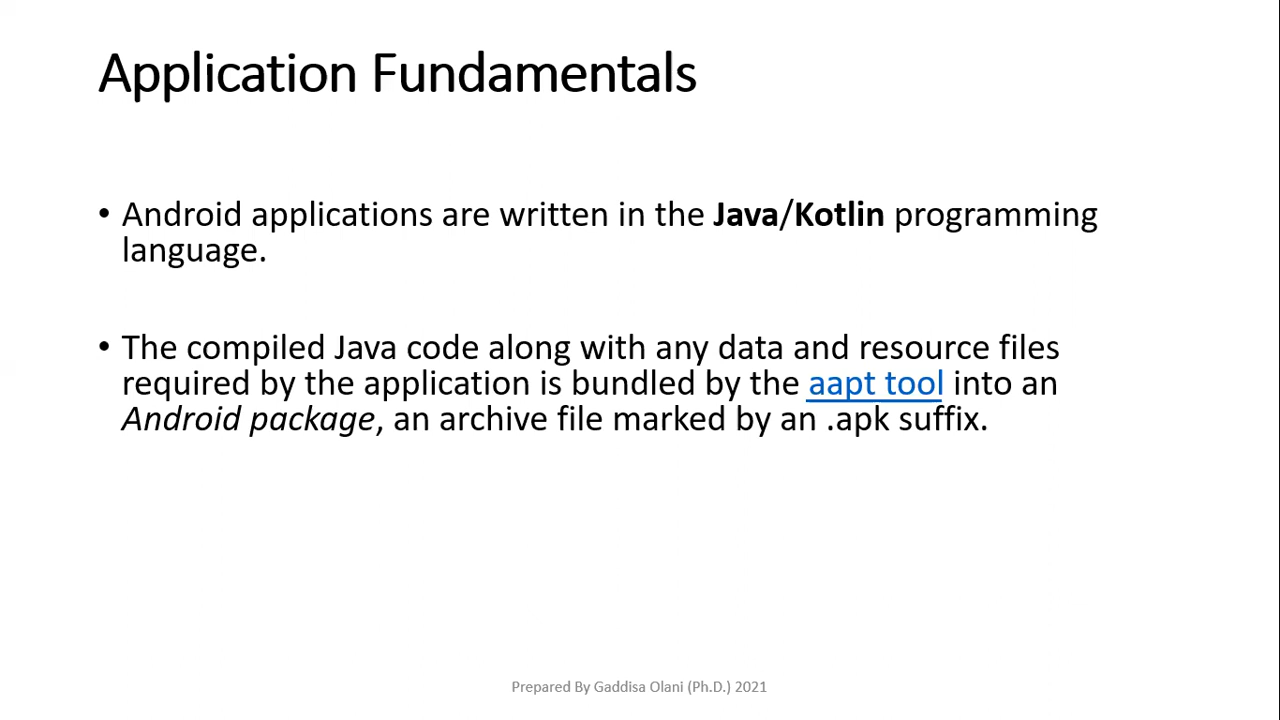 Application Fundamentals
• Android applications are written in the Java/Kotlin programming
language.
• The compiled Java code along with any data and resource files
required by the application is bundled by the aapt tool into an
Android package, an archive file marked by an .apk suffix.
Prepared By Gaddisa Olani (Ph.D.) 2021